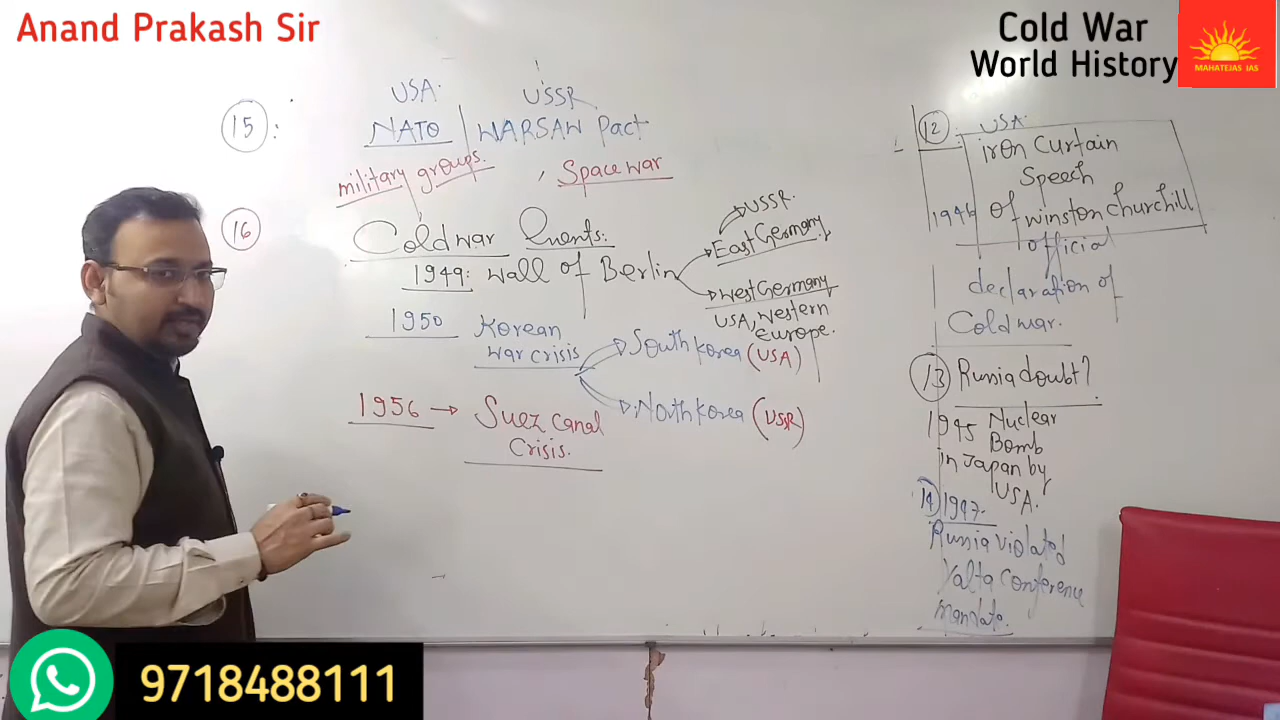 Anand Prakash Sir
Cold War
World History
MAHATEJAS IAS
USA.
USSR
15:
NATO
WARSAW Pact
military groups.
, Space war
16
Cold war Events:
1949: Wall of Berlin
East Germany
USSR.
West Germany
USA, Western
europe.
1950 Korean
war crisis
South Korea (USA)
North Korea (USSR)
1956 → Suez canal
Crisis.
12
USA
iron Curtain
Speech
1946 of winston churchill
official
declaration of
Cold war.
13 Russia doubt?
1945 Nuclear
Bomb
in Japan by
USA.
14 1947.
Russia violated
Yalta conference
mandate.
9718488111